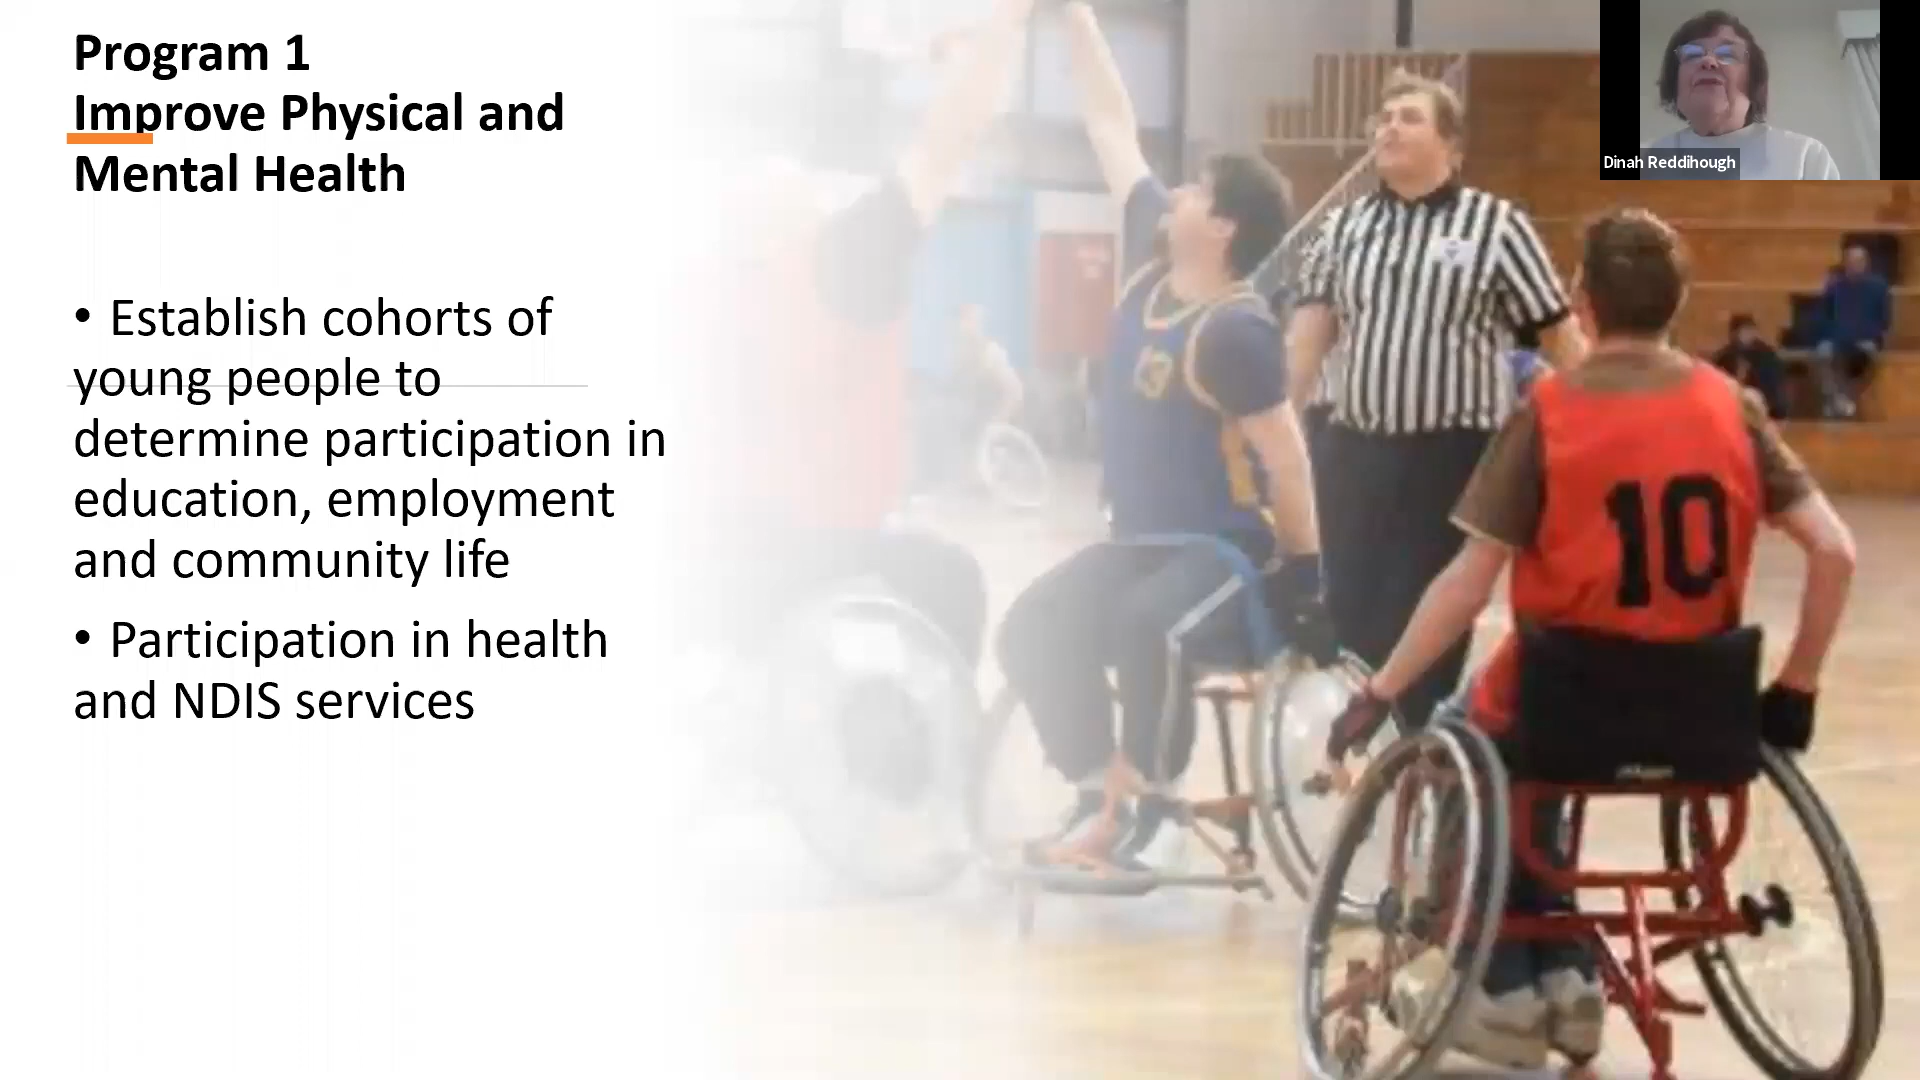 Program 1
Improve Physical and
Mental Health
• Establish cohorts of
young people to
determine participation in
education, employment
and community life
• Participation in health
and NDIS services
Dinah Reddihough
10